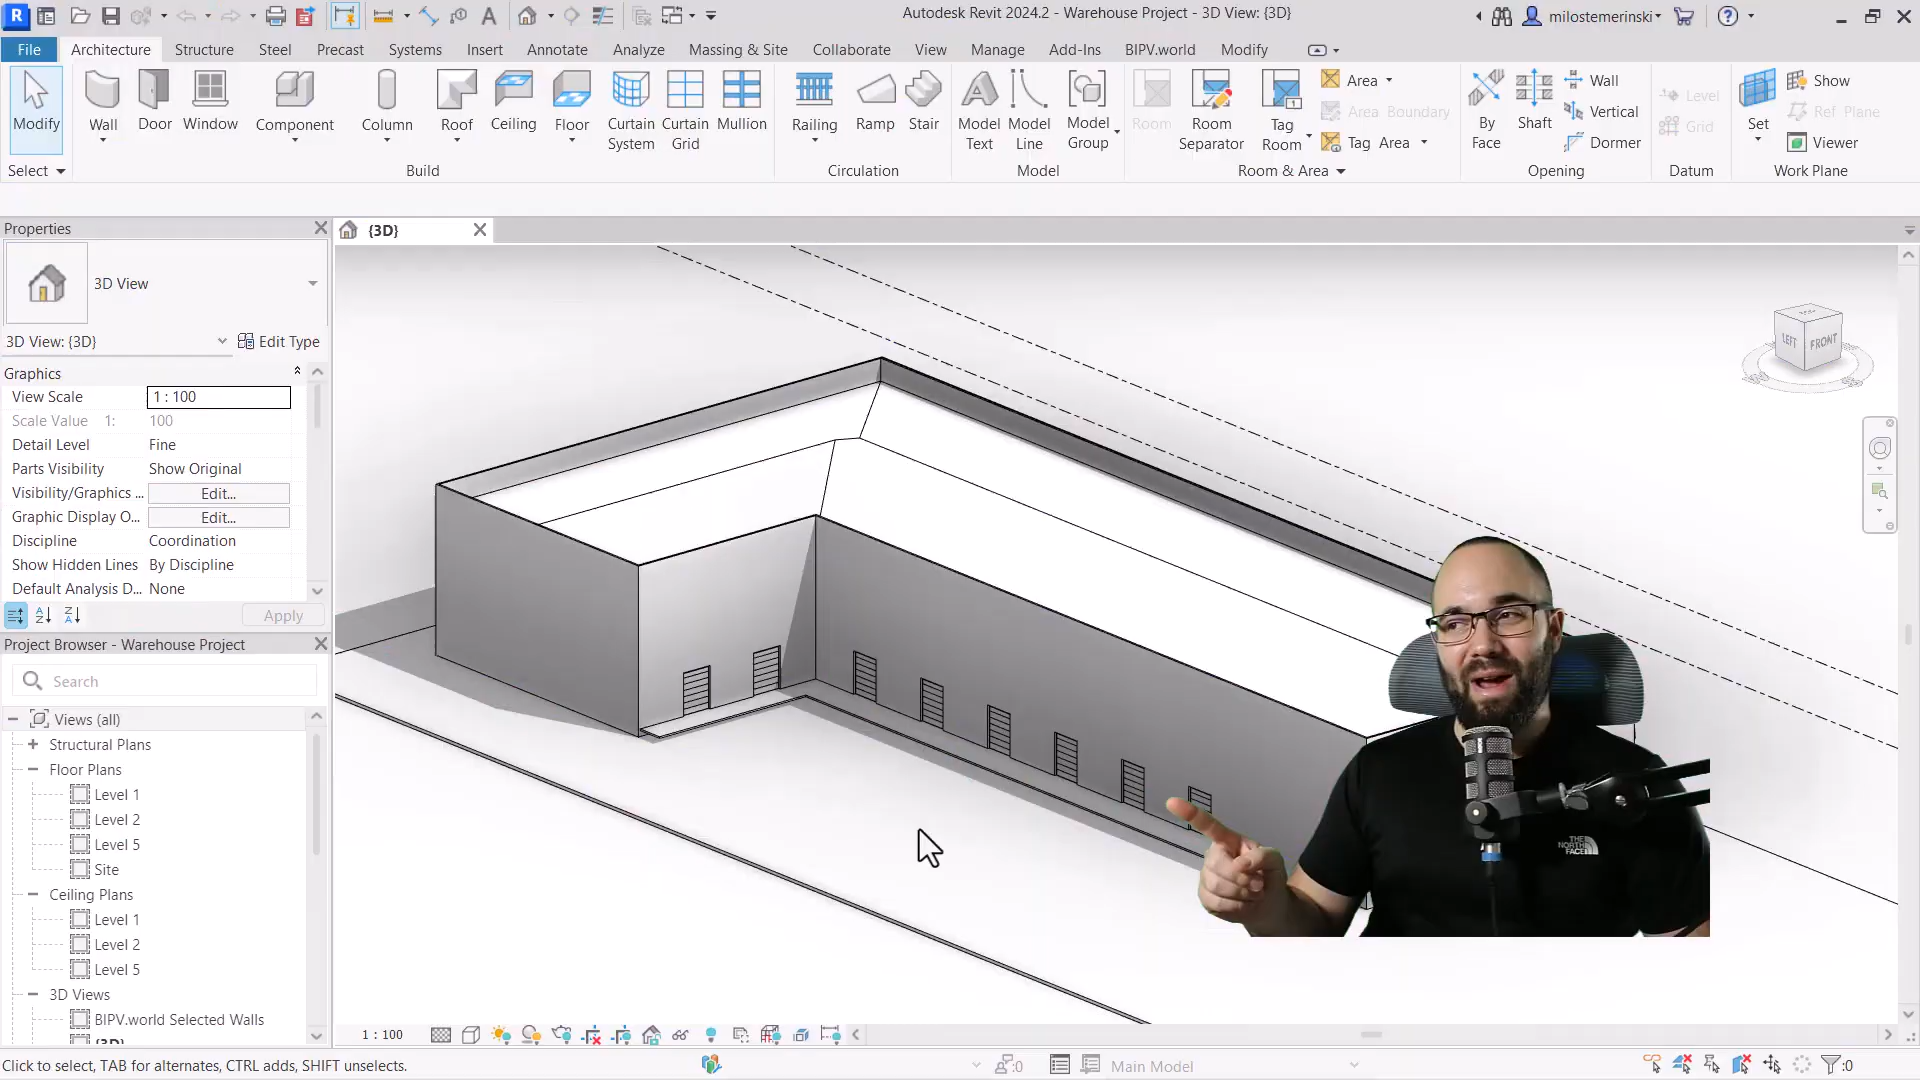 Autodesk Revit 2024.2 - Warehouse Project - 3D View: {3D}
milostemerinski
File Architecture Structure Steel Precast Systems Insert Annotate Analyze Massing & Site Collaborate View Manage Add-Ins BIPV.world Modify
Modify
Wall
Door
Window
Component
Column
Roof
Ceiling
Floor
Curtain System
Curtain Grid
Mullion
Railing
Ramp
Stair
Model Text
Model Line
Model Group
Room
Room Separator
Tag Room
Area
Area Boundary
Tag Area
By Face
Shaft
Wall
Vertical
Dormer
Level
Grid
Set
Show
Ref Plane
Viewer
Select Build Circulation Model Room & Area Opening Datum Work Plane
Properties
{3D}
3D View
3D View: {3D} Edit Type
Graphics
View Scale 1 : 100
Scale Value 1: 100
Detail Level Fine
Parts Visibility Show Original
Visibility/Graphics ... Edit...
Graphic Display O... Edit...
Discipline Coordination
Show Hidden Lines By Discipline
Default Analysis D... None
Apply
LEFT FRONT
Project Browser - Warehouse Project
Search
Views (all)
Structural Plans
Floor Plans
Level 1
Level 2
Level 5
Site
Ceiling Plans
Level 1
Level 2
Level 5
3D Views
BIPV.world Selected Walls
{3D}
THE NORTH FACE
1 : 100
Click to select, TAB for alternates, CTRL adds, SHIFT unselects.
:0
Main Model
:0